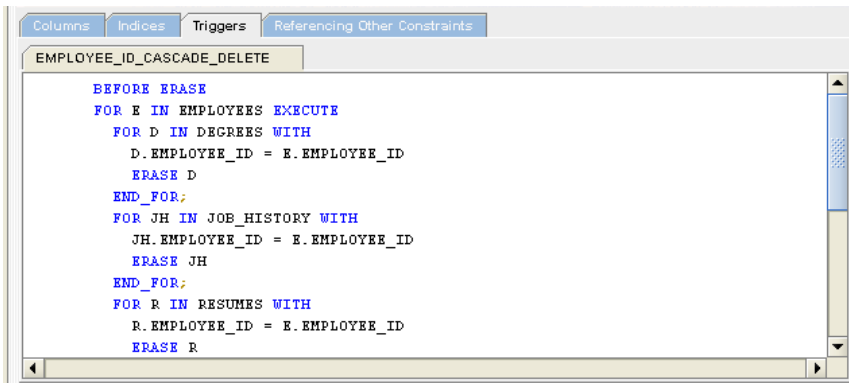 Columns Indices Triggers Referencing Other Constraints
EMPLOYEE_ID_CASCADE_DELETE
BEFORE ERASE
FOR E IN EMPLOYEES EXECUTE
FOR D IN DEGREES WITH
D.EMPLOYEE_ID = E.EMPLOYEE_ID
ERASE D
END_FOR;
FOR JH IN JOB_HISTORY WITH
JH.EMPLOYEE_ID = E.EMPLOYEE_ID
ERASE JH
END_FOR;
FOR R IN RESUMES WITH
R.EMPLOYEE_ID = E.EMPLOYEE_ID
ERASE R